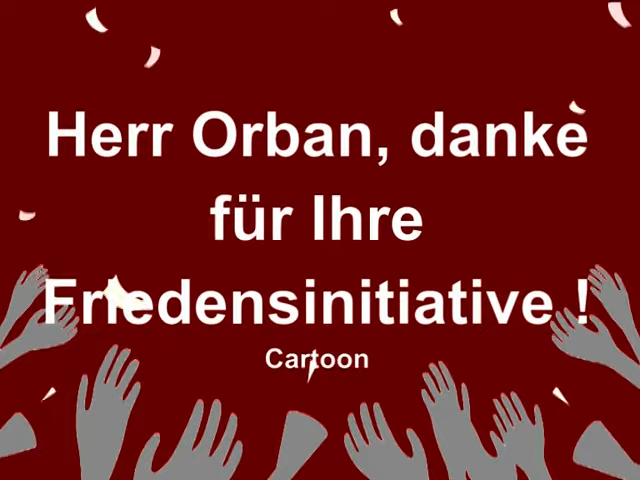 Herr Orban, danke
für Ihre
Friedensinitiative !
Cartoon